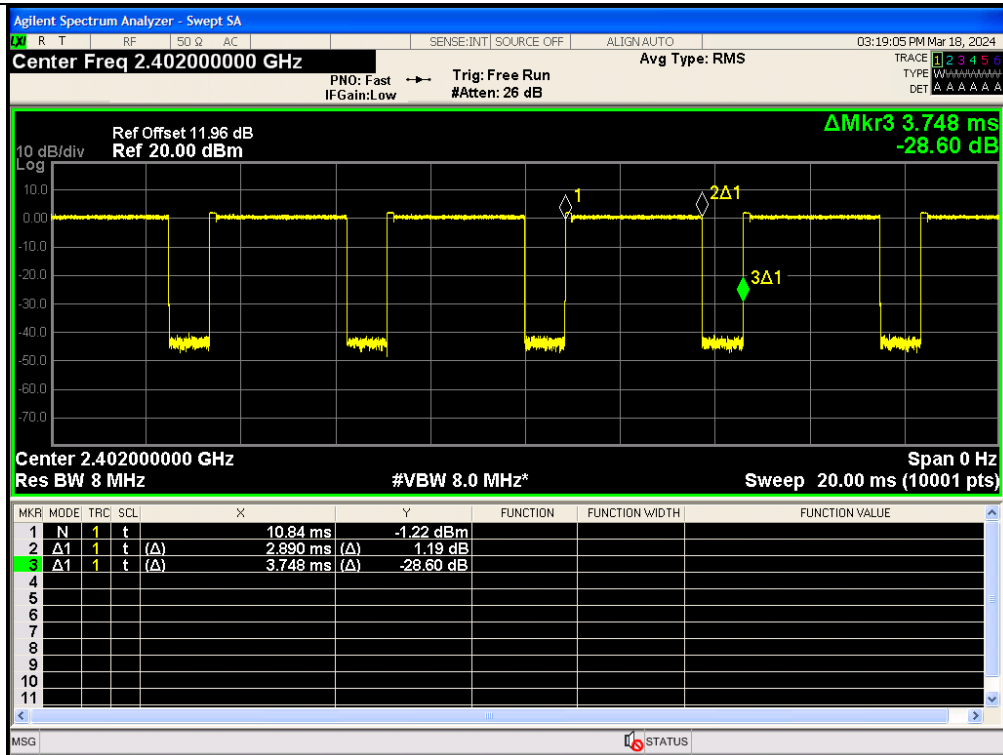 Agilent Spectrum Analyzer - Swept SA
LXI R T RF 50 Ω AC SENSE:INT SOURCE OFF ALIGN AUTO 03:19:05 PM Mar 18, 2024
Center Freq 2.402000000 GHz Avg Type: RMS TRACE 1 2 3 4 5 6
PNO: Fast Trig: Free Run TYPE WWWWWW
IFGain:Low #Atten: 26 dB DET A A A A A A
ΔMkr3 3.748 ms
Ref Offset 11.96 dB
10 dB/div Ref 20.00 dBm -28.60 dB
Log
10.0
0.00
-10.0
-20.0
-30.0
-40.0
-50.0
-60.0
-70.0
1
2Δ1
3Δ1
Center 2.402000000 GHz Span 0 Hz
Res BW 8 MHz #VBW 8.0 MHz* Sweep 20.00 ms (10001 pts)
MKR MODE TRC SCL X Y FUNCTION FUNCTION WIDTH FUNCTION VALUE
1 N 1 t 10.84 ms -1.22 dBm
2 Δ1 1 t (Δ) 2.890 ms (Δ) 1.19 dB
3 Δ1 1 t (Δ) 3.748 ms (Δ) -28.60 dB
4
5
6
7
8
9
10
11
MSG STATUS